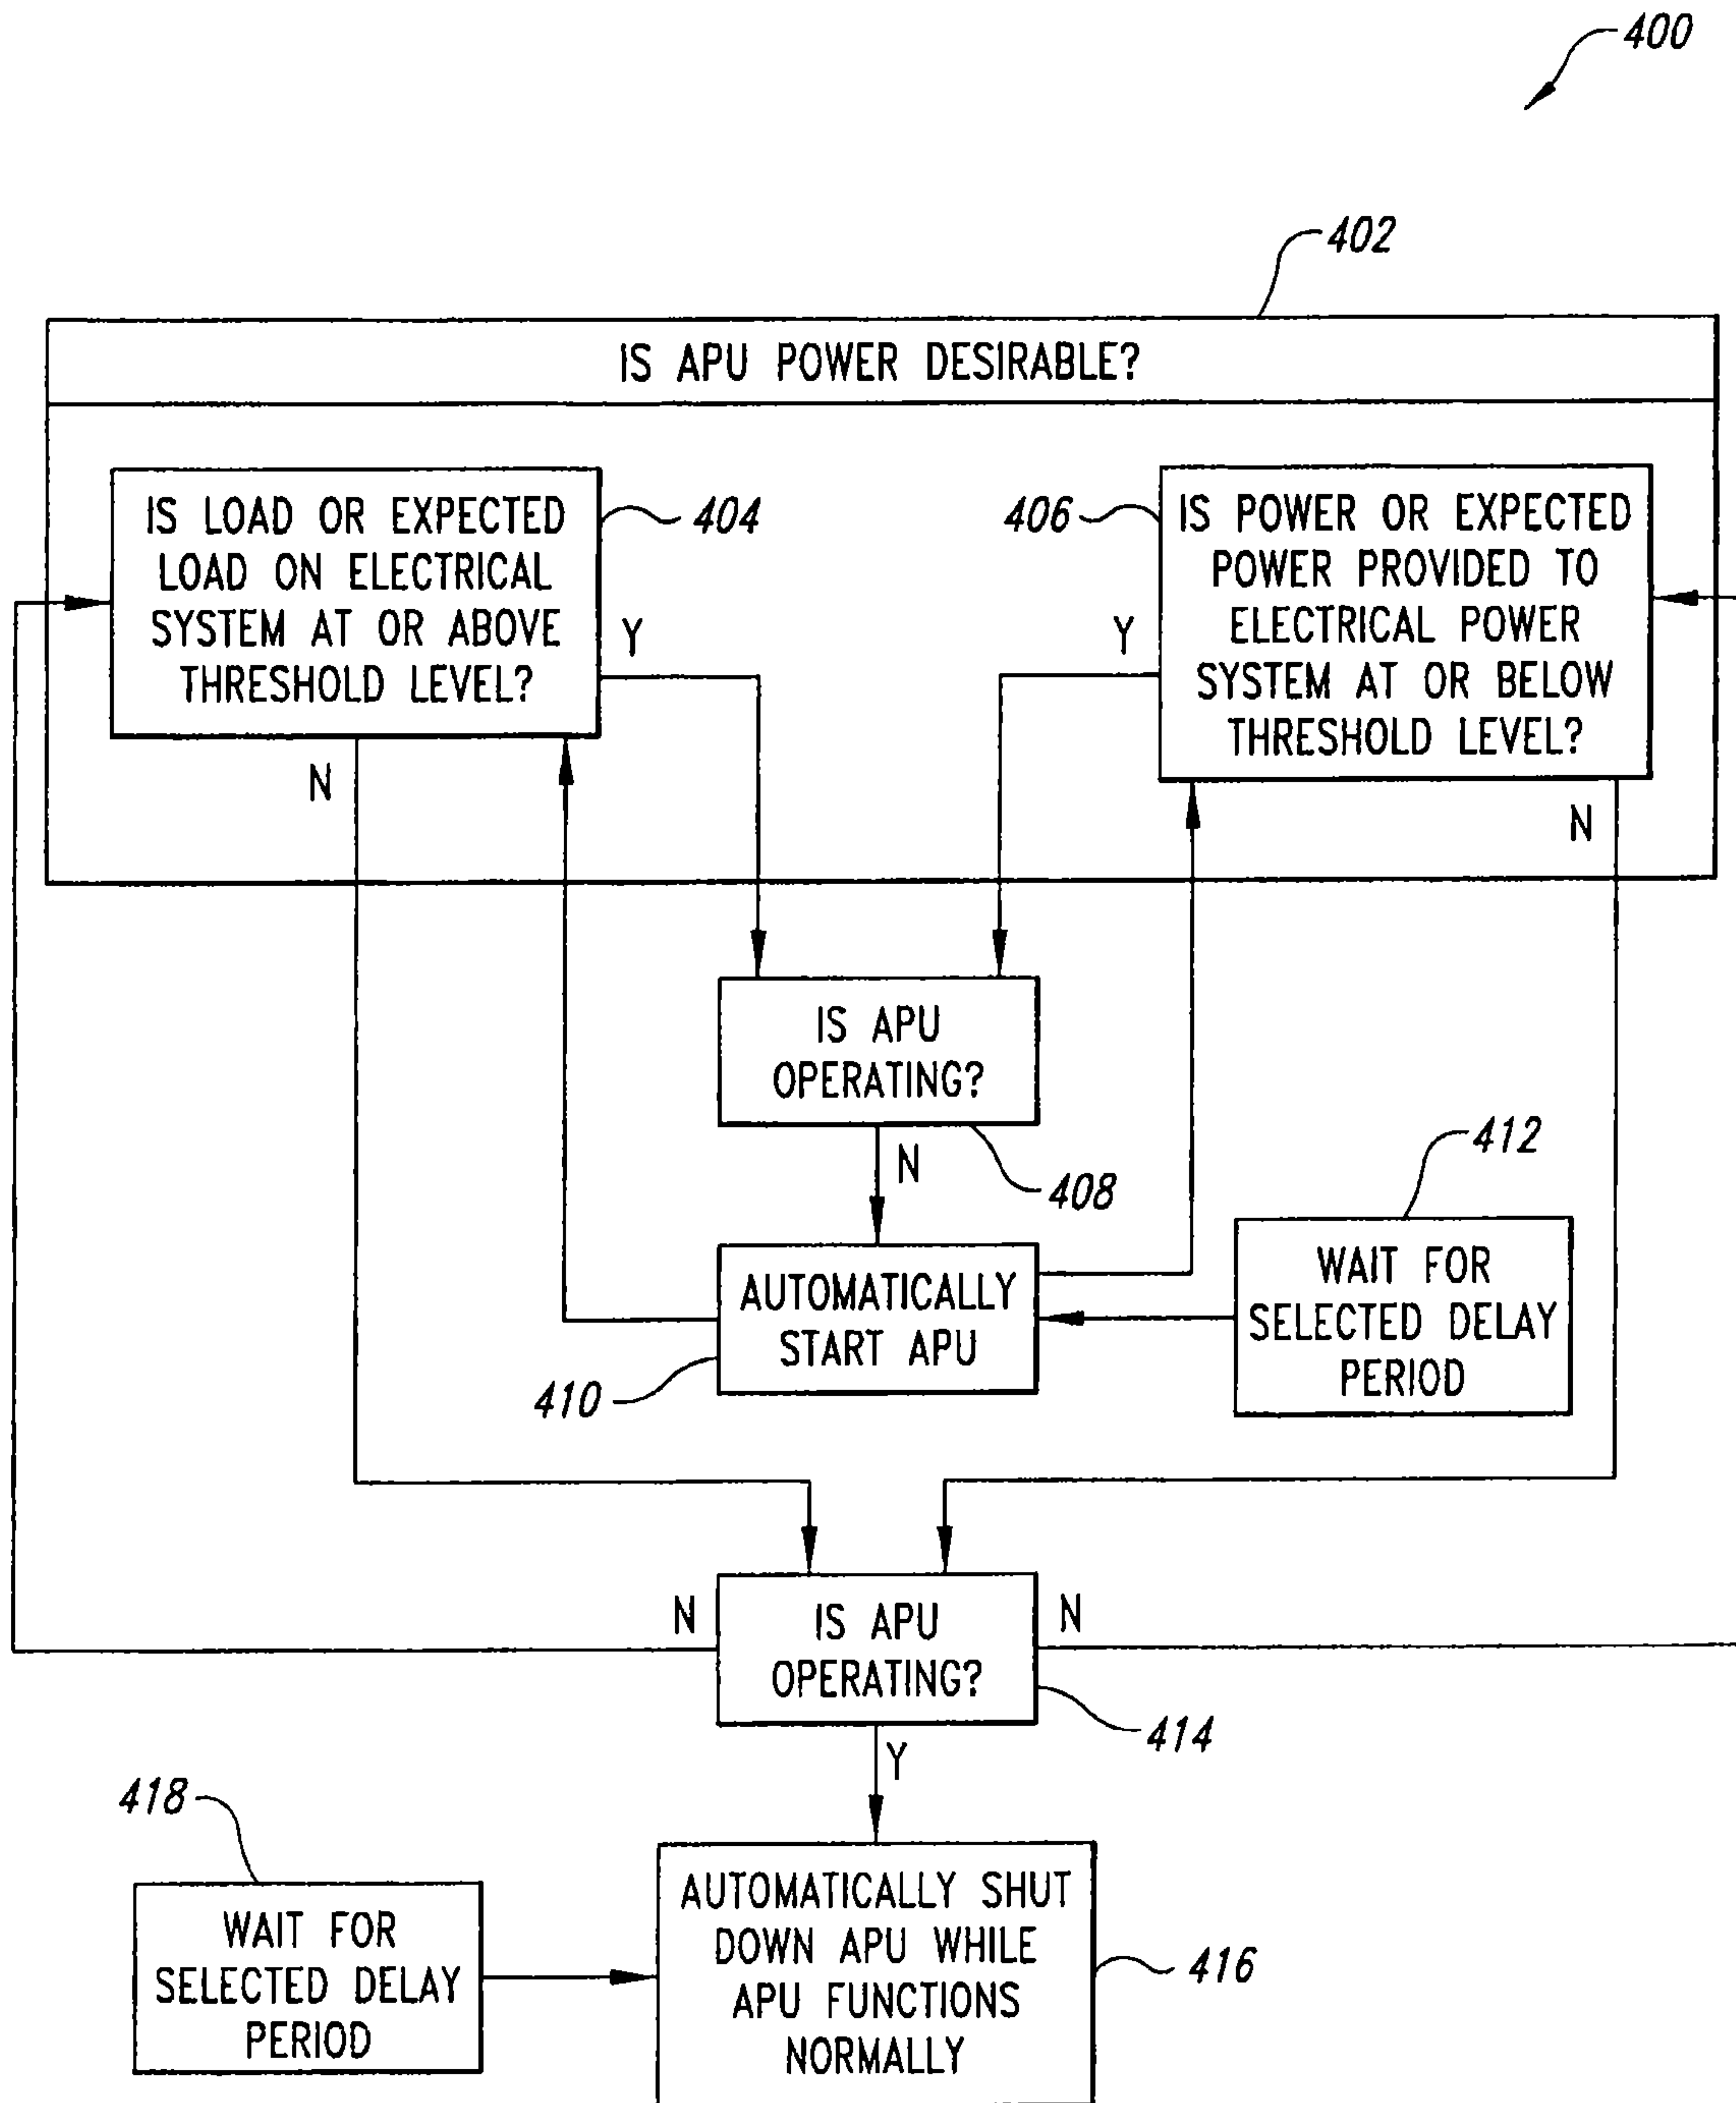 400
402
IS APU POWER DESIRABLE?
IS LOAD OR EXPECTED
LOAD ON ELECTRICAL
SYSTEM AT OR ABOVE
THRESHOLD LEVEL?
404
Y
N
406
IS POWER OR EXPECTED
POWER PROVIDED TO
ELECTRICAL POWER
SYSTEM AT OR BELOW
THRESHOLD LEVEL?
Y
N
IS APU
OPERATING?
408
N
AUTOMATICALLY
START APU
410
412
WAIT FOR
SELECTED DELAY
PERIOD
N
IS APU
OPERATING?
N
414
Y
418
WAIT FOR
SELECTED DELAY
PERIOD
AUTOMATICALLY SHUT
DOWN APU WHILE
APU FUNCTIONS
NORMALLY
416